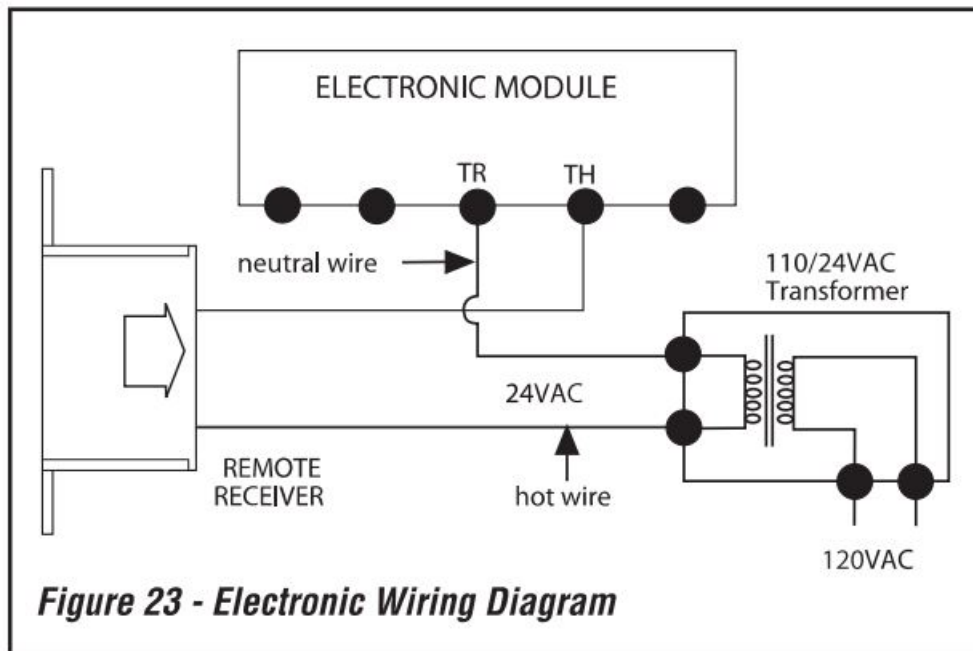 ELECTRONIC MODULE
TR
TH
neutral wire
110/24VAC
Transformer
24VAC
REMOTE
RECEIVER
hot wire
120VAC
Figure 23 - Electronic Wiring Diagram